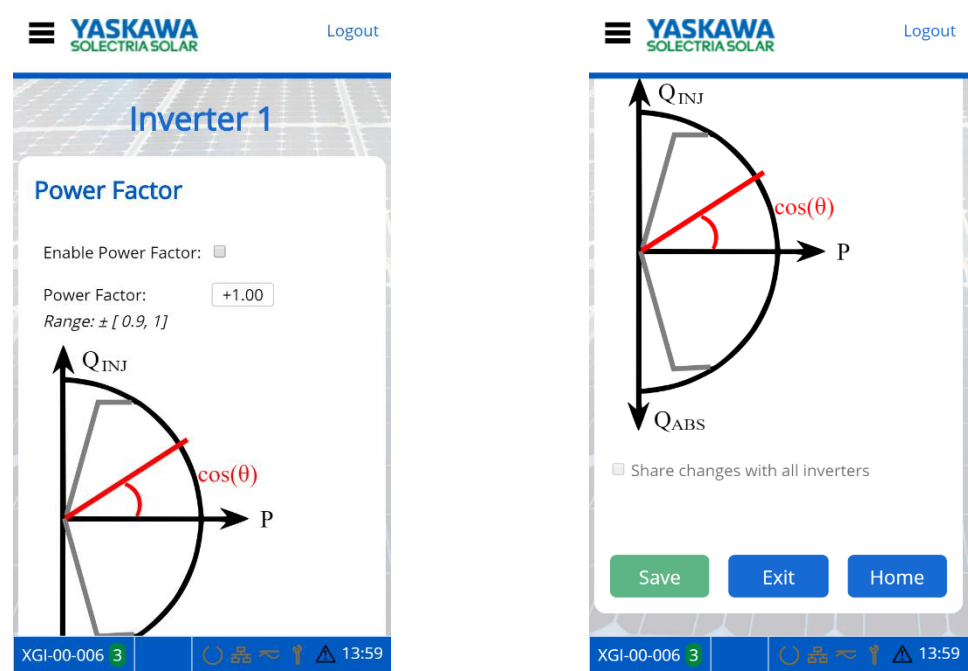 YASKAWA
SOLECTRIA SOLAR
Logout
Inverter 1
Power Factor
Enable Power Factor:
Power Factor: +1.00
Range: ± [ 0.9, 1]
QINJ
cos(θ)
P
XGI-00-006 3 13:59
YASKAWA
SOLECTRIA SOLAR
Logout
QINJ
cos(θ)
P
QABS
Share changes with all inverters
Save Exit Home
XGI-00-006 3 13:59